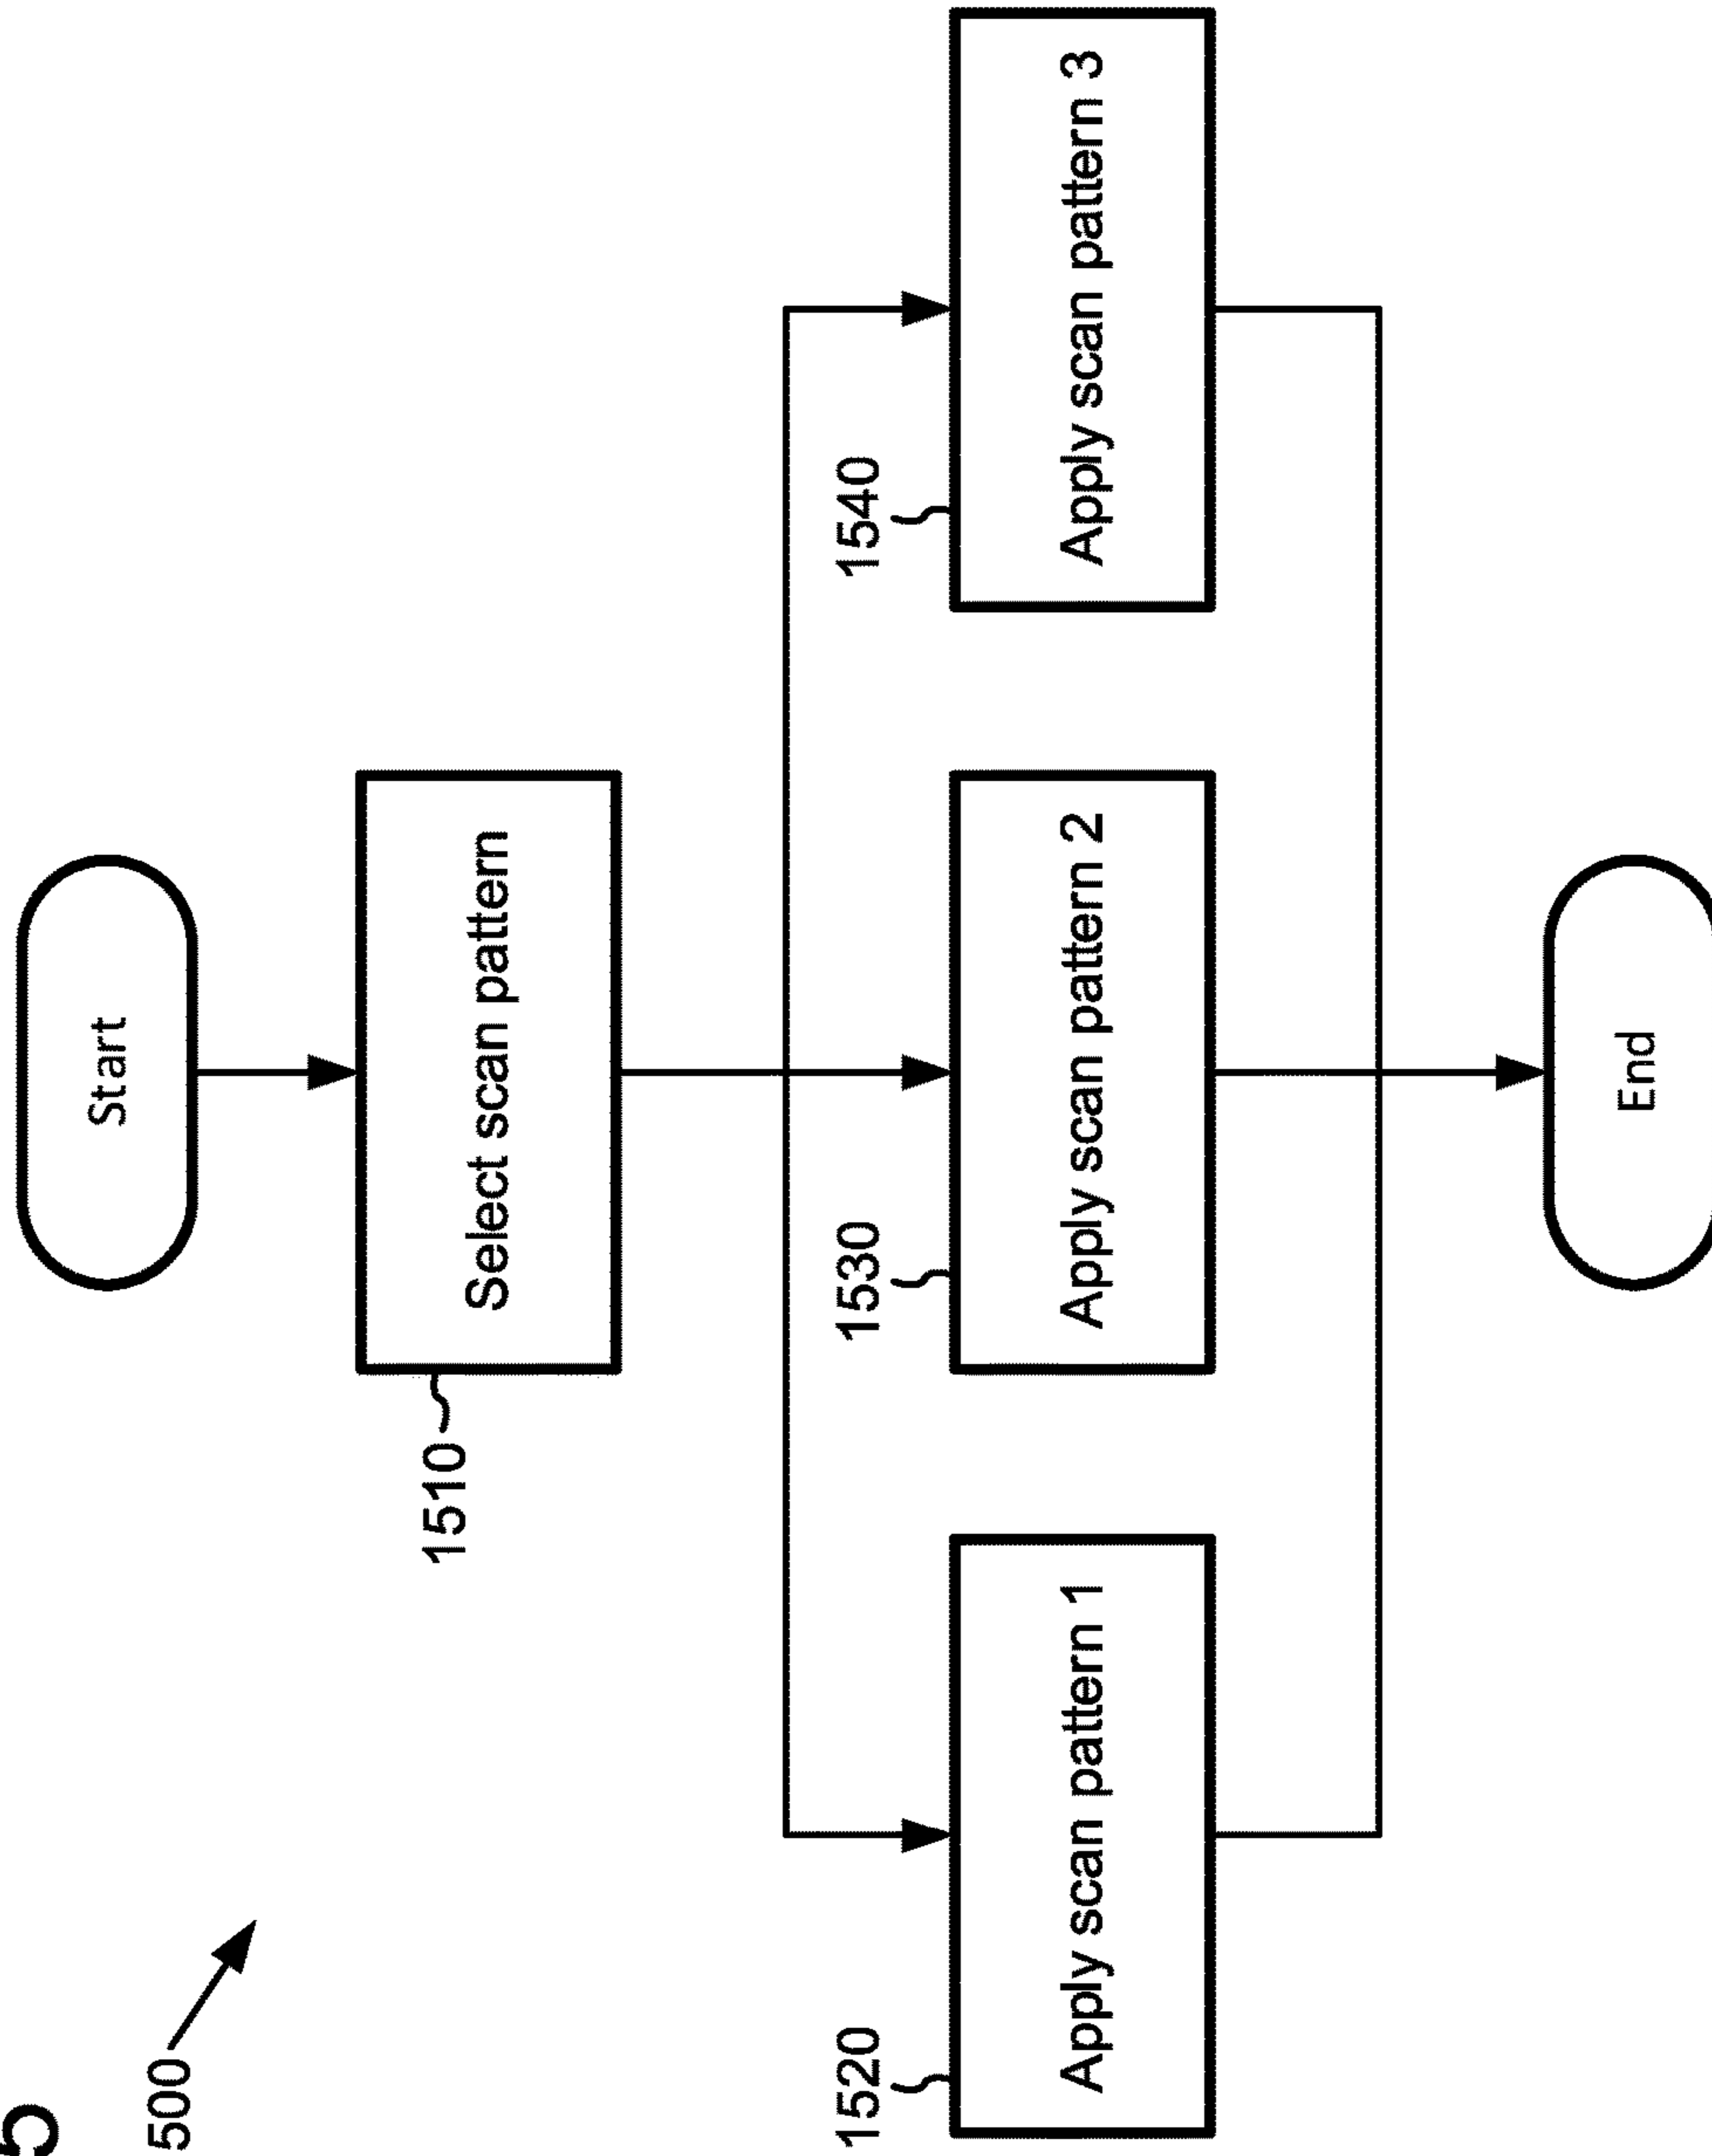 5
500
Start
1510
Select scan pattern
1520
1530
1540
Apply scan pattern 1
Apply scan pattern 2
Apply scan pattern 3
End